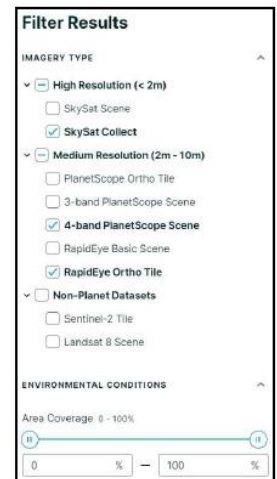 Filter Results
IMAGERY TYPE
High Resolution (< 2m)
SkySat Scene
SkySat Collect
Medium Resolution (2m - 10m)
PlanetScope Ortho Tile
3-band PlanetScope Scene
4-band PlanetScope Scene
RapidEye Basic Scene
RapidEye Ortho Tile
Non-Planet Datasets
Sentinel-2 Tile
Landsat 8 Scene
ENVIRONMENTAL CONDITIONS
Area Coverage 0 - 100%
0 % — 100 %